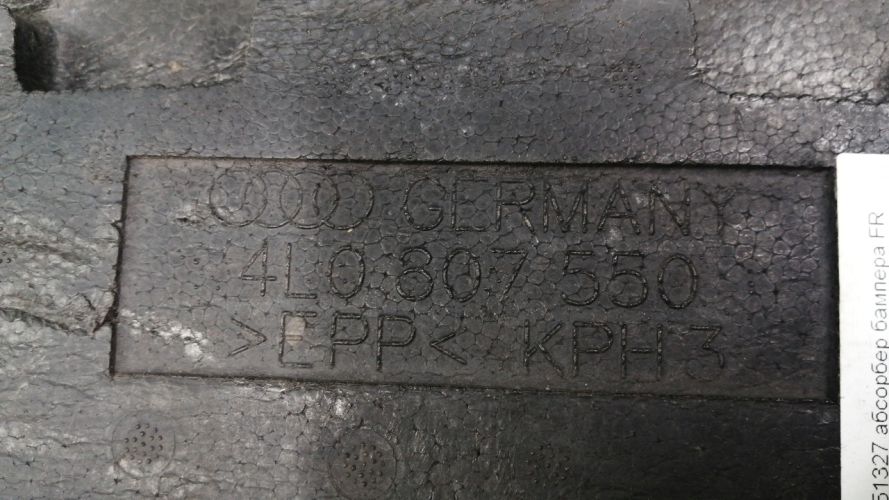 GERMANY
4L0 807 550
>EPP< KPH3
51327 абсорбер бампера FR